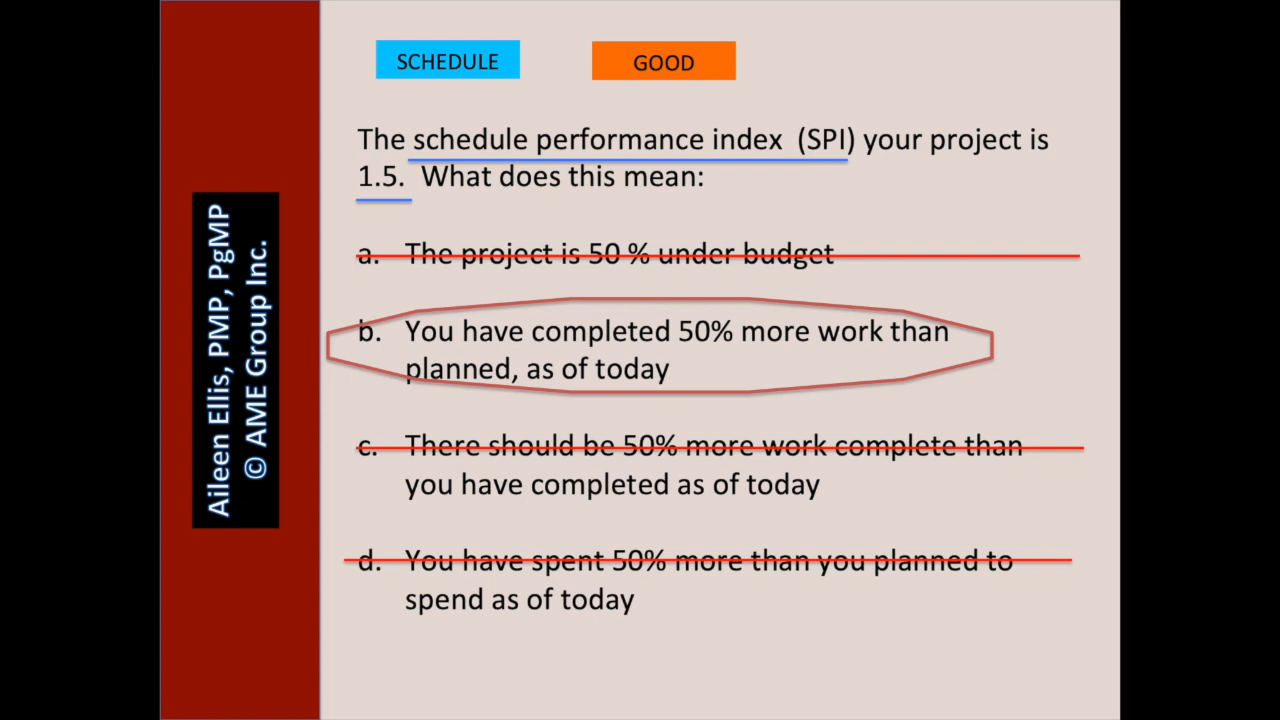 SCHEDULE
GOOD
The schedule performance index (SPI) your project is
1.5. What does this mean:
a. The project is 50 % under budget
b. You have completed 50% more work than
planned, as of today
c. There should be 50% more work complete than
you have completed as of today
d. You have spent 50% more than you planned to
spend as of today
Aileen Ellis, PMP, PgMP
© AME Group Inc.